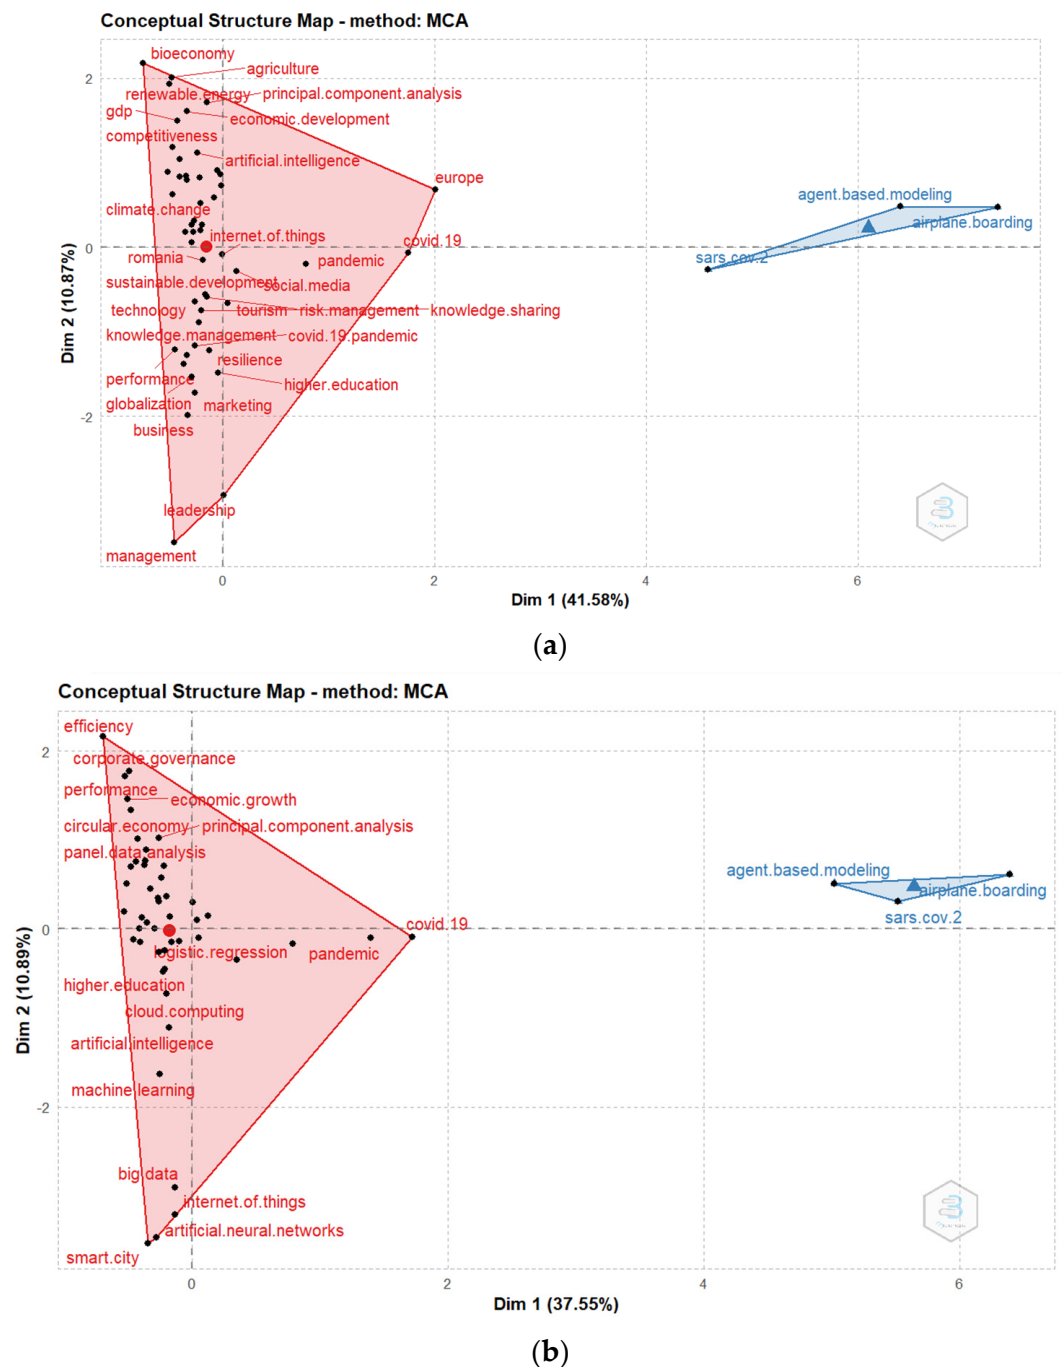 Conceptual Structure Map - method: MCA
bioeconomy
agriculture
renewable.energy
principal.component.analysis
gdp
economic.development
competitiveness
artificial.intelligence
europe
agent.based.modeling
climate.change
airplane.boarding
internet.of.things
covid.19
romania
pandemic
sars.cov.2
sustainable.development
social.media
technology
tourism
risk.management
knowledge.sharing
knowledge.management
covid.19.pandemic
resilience
performance
higher.education
globalization
marketing
business
leadership
management
2
0
-2
0
2
4
6
Dim 2 (10.87%)
Dim 1 (41.58%)
(a)
Conceptual Structure Map - method: MCA
efficiency
corporate.governance
performance
economic.growth
circular.economy
principal.component.analysis
panel.data.analysis
agent.based.modeling
airplane.boarding
covid.19
sars.cov.2
logistic.regression
pandemic
higher.education
cloud.computing
artificial.intelligence
machine.learning
big.data
internet.of.things
artificial.neural.networks
smart.city
2
0
-2
0
2
4
6
Dim 2 (10.89%)
Dim 1 (37.55%)
(b)